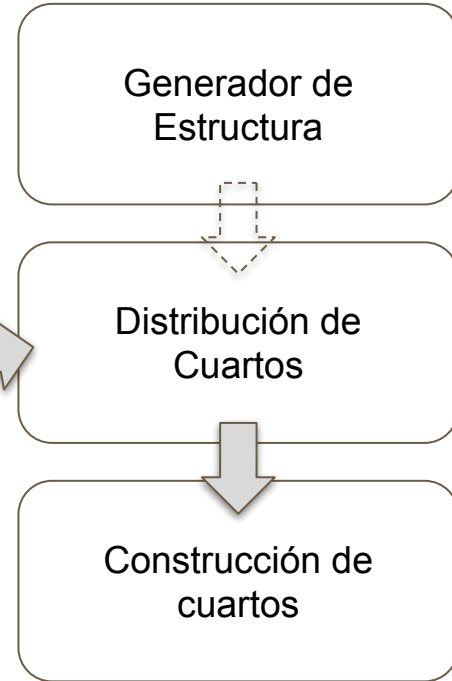 Generador de
Estructura
Distribución de
Cuartos
Construcción de
cuartos